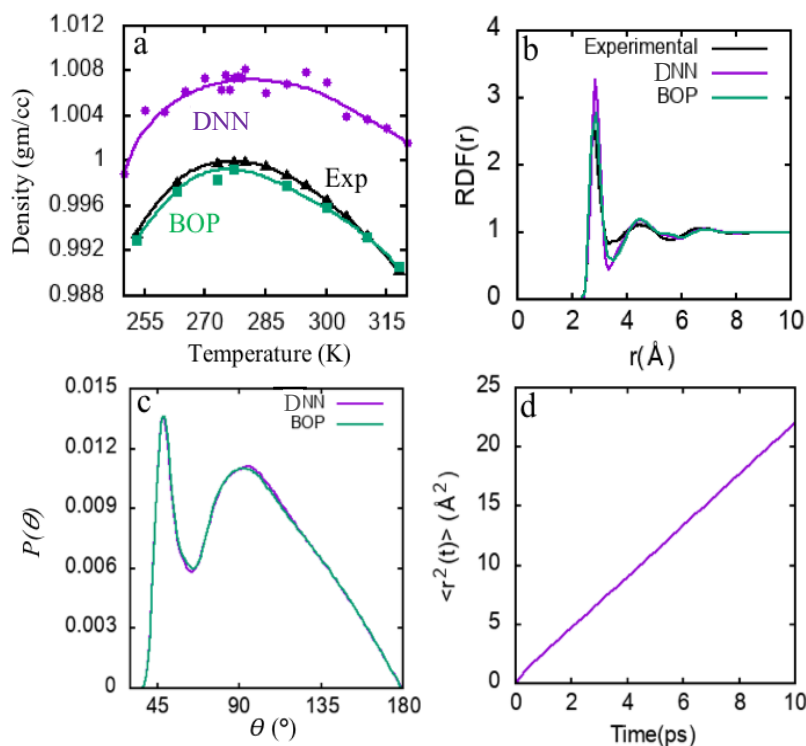 a
1.012
1.008
1.004
1
0.996
0.992
0.988
Density (gm/cc)
DNN
Exp
BOP
255 270 285 300 315
Temperature (K)
b
Experimental
DNN
BOP
4
3
2
1
0
RDF(r)
0 2 4 6 8 10
r(Å)
c
DNN
BOP
0.015
0.012
0.009
0.006
0.003
0
P(θ)
45 90 135 180
θ (°)
d
25
20
15
10
5
0
<r²(t)> (Å²)
0 2 4 6 8 10
Time(ps)